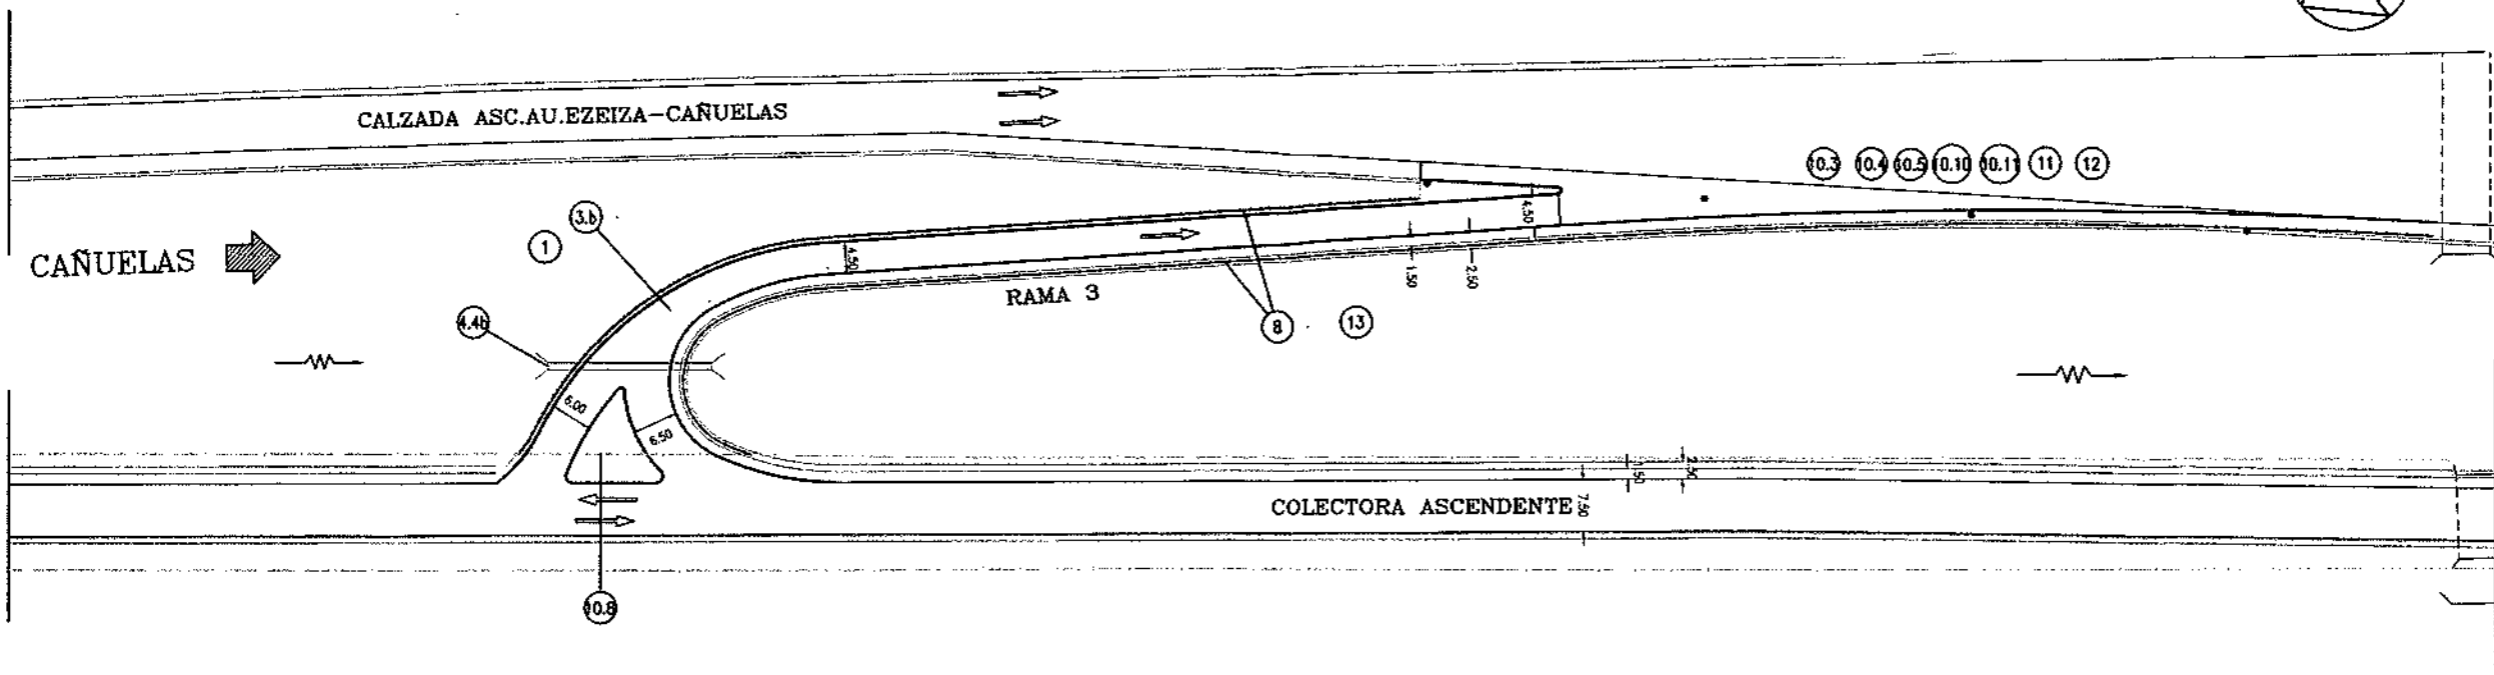 CALZADA ASC.AU.EZEIZA-CAÑUELAS
10.3 10.4 10.5 10.10 10.11 11 12
4.50
3.b
1
CAÑUELAS
4.50
RAMA 3
1.50
2.50
4.4b
8
13
6.00
6.50
1.50
2.50
COLECTORA ASCENDENTE
7.50
10.8